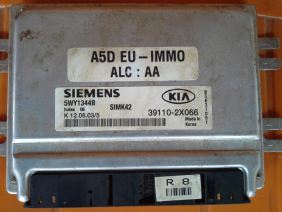 A5D EU-IMMO
ALC: AA
SIEMENS
5WY1344B
Index 06 SIMK42
K 12.06.03/5
KIA
39110-2X066
Made in
Korea
R 8